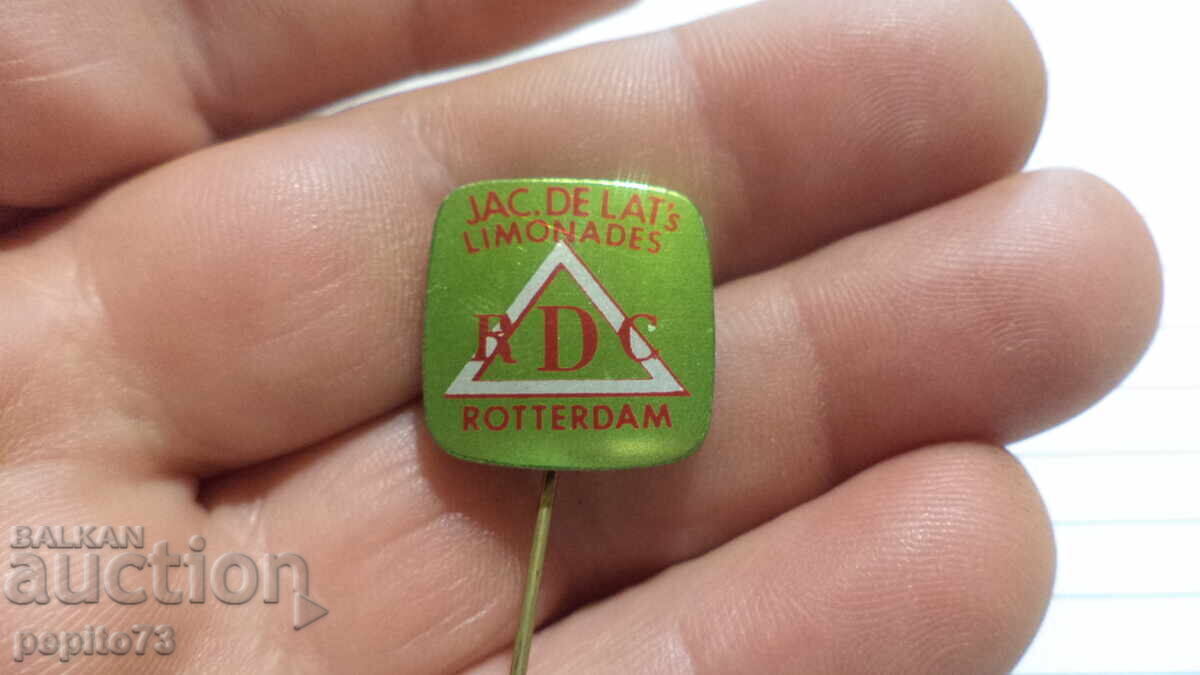 JAC. DE LAT's
LIMONADES
RDC
ROTTERDAM
BALKAN
auction
pepito73